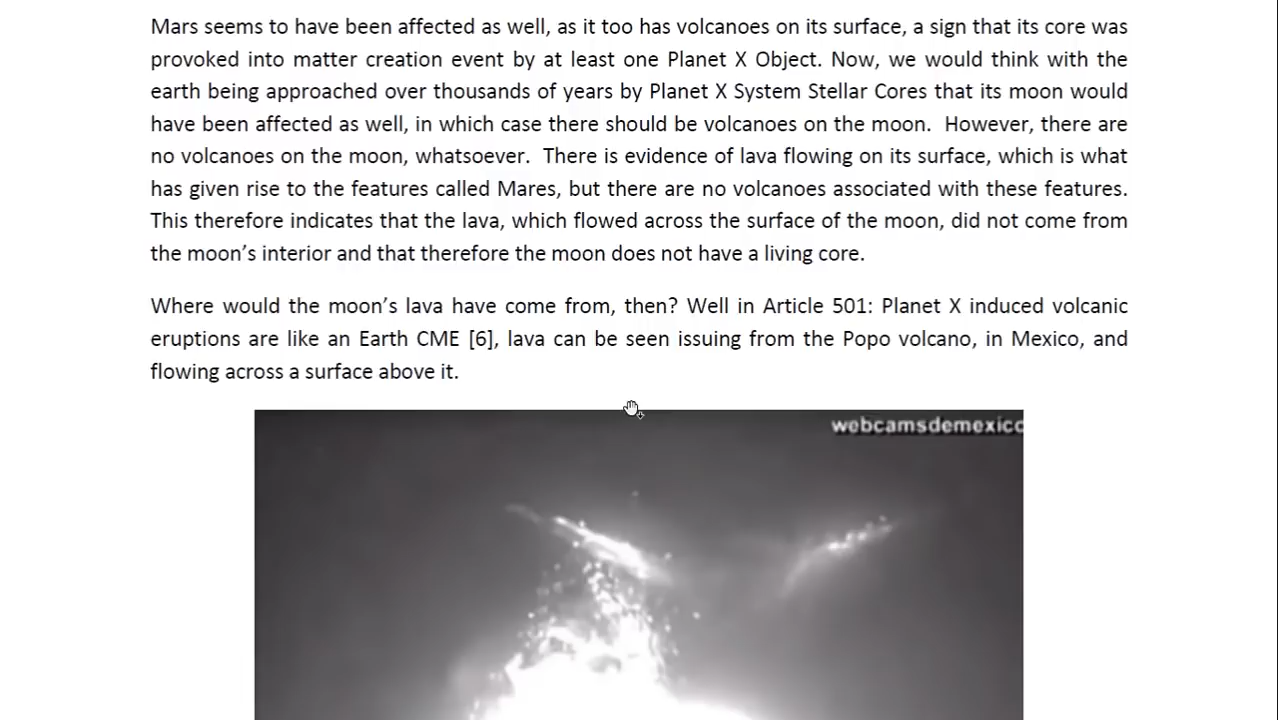 Mars seems to have been affected as well, as it too has volcanoes on its surface, a sign that its core was
provoked into matter creation event by at least one Planet X Object. Now, we would think with the
earth being approached over thousands of years by Planet X System Stellar Cores that its moon would
have been affected as well, in which case there should be volcanoes on the moon. However, there are
no volcanoes on the moon, whatsoever. There is evidence of lava flowing on its surface, which is what
has given rise to the features called Mares, but there are no volcanoes associated with these features.
This therefore indicates that the lava, which flowed across the surface of the moon, did not come from
the moon's interior and that therefore the moon does not have a living core.
Where would the moon's lava have come from, then? Well in Article 501: Planet X induced volcanic
eruptions are like an Earth CME [6], lava can be seen issuing from the Popo volcano, in Mexico, and
flowing across a surface above it.
webcamsdemexico